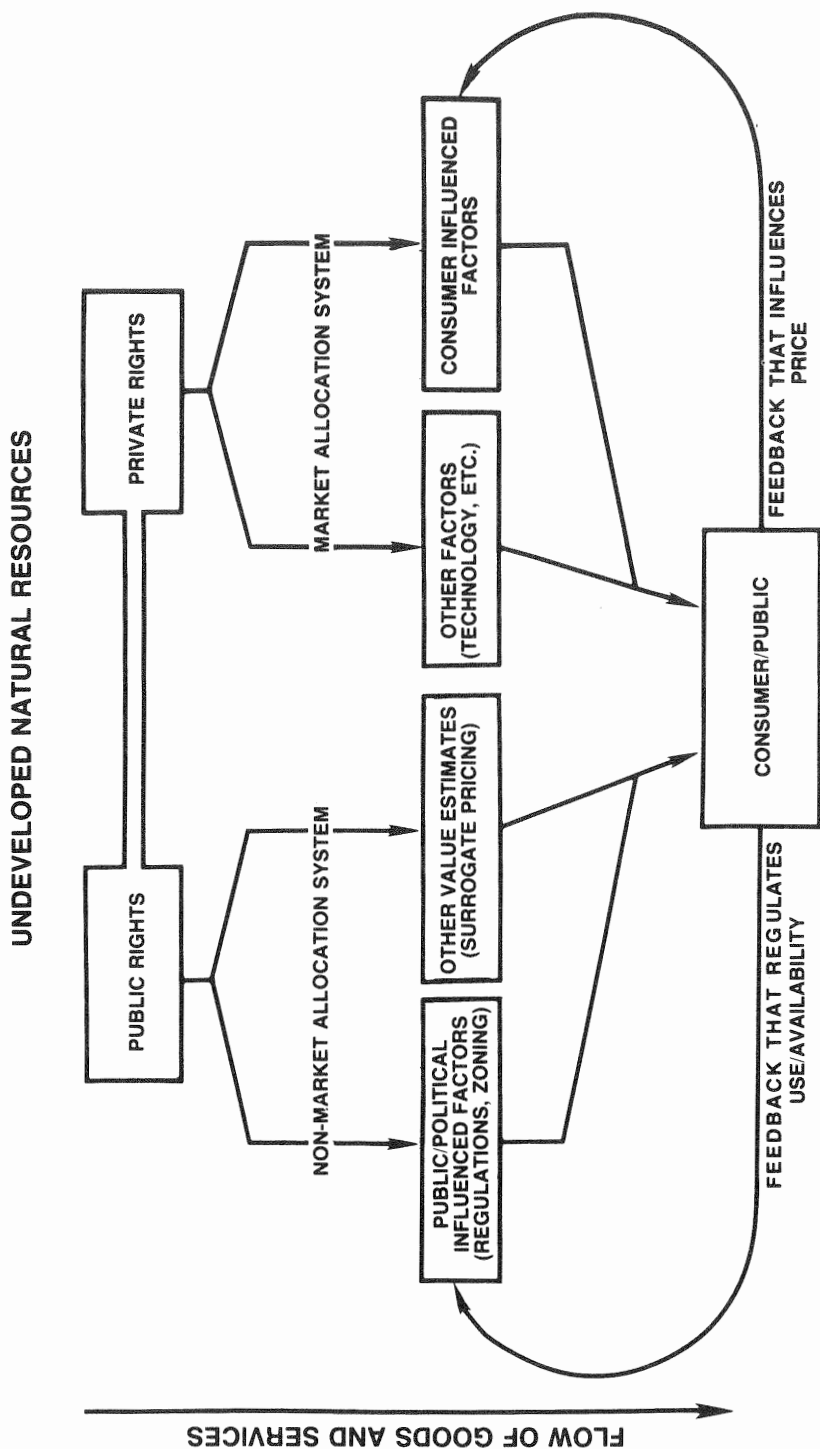 UNDEVELOPED NATURAL RESOURCES
PUBLIC RIGHTS
PRIVATE RIGHTS
NON-MARKET ALLOCATION SYSTEM
MARKET ALLOCATION SYSTEM
PUBLIC/POLITICAL
INFLUENCED FACTORS
(REGULATIONS, ZONING)
OTHER VALUE ESTIMATES
(SURROGATE PRICING)
OTHER FACTORS
(TECHNOLOGY, ETC.)
CONSUMER INFLUENCED
FACTORS
CONSUMER/PUBLIC
FEEDBACK THAT REGULATES
USE/AVAILABILITY
FEEDBACK THAT INFLUENCES
PRICE
FLOW OF GOODS AND SERVICES